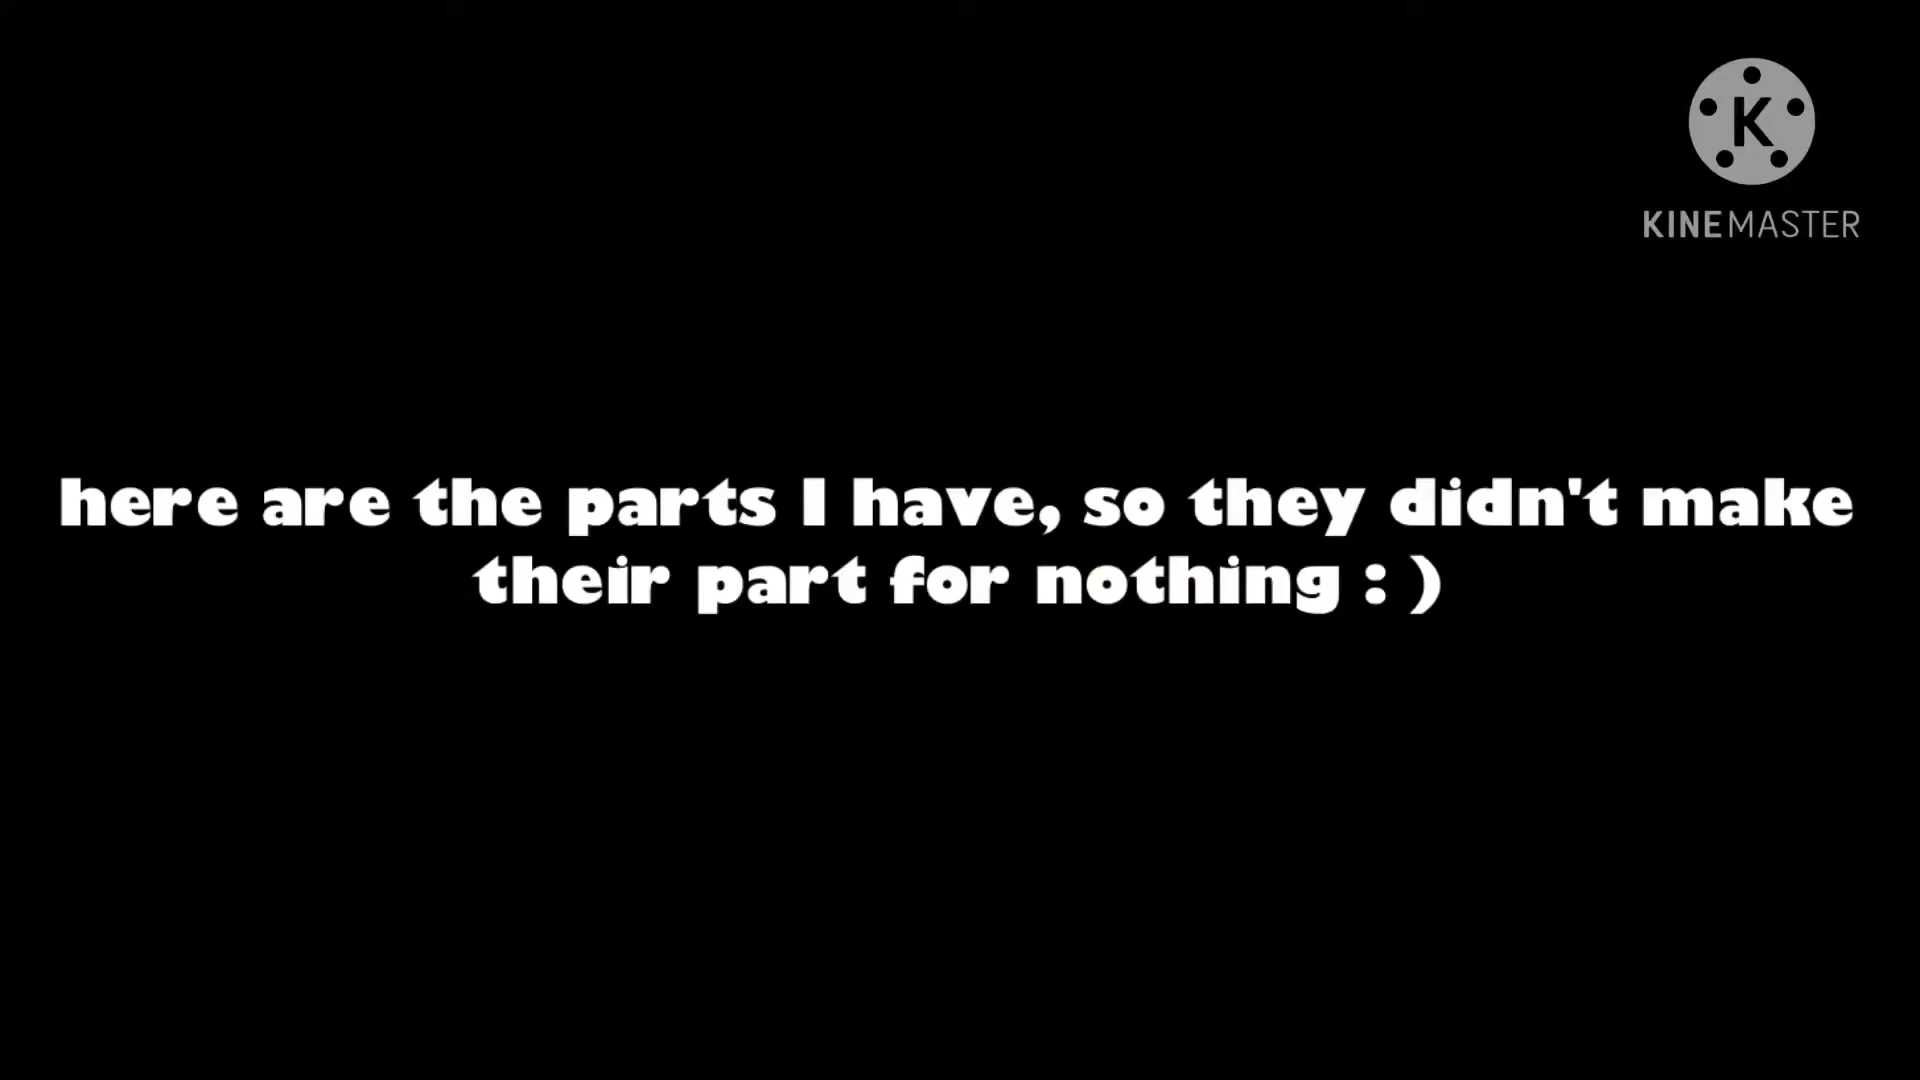 K
KINEMASTER
here are the parts I have, so they didn't make
their part for nothing : )